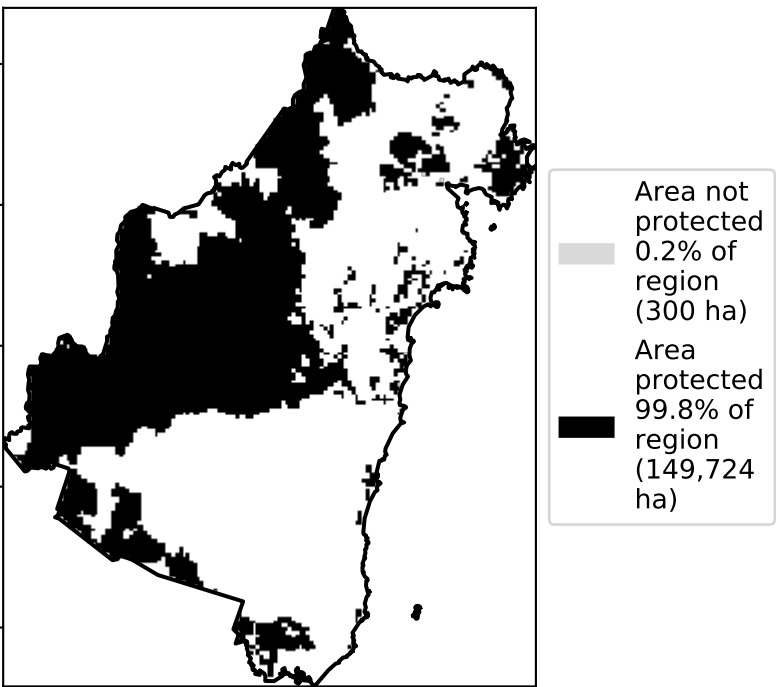 Area not
protected
0.2% of
region
(300 ha)
Area
protected
99.8% of
region
(149,724
ha)